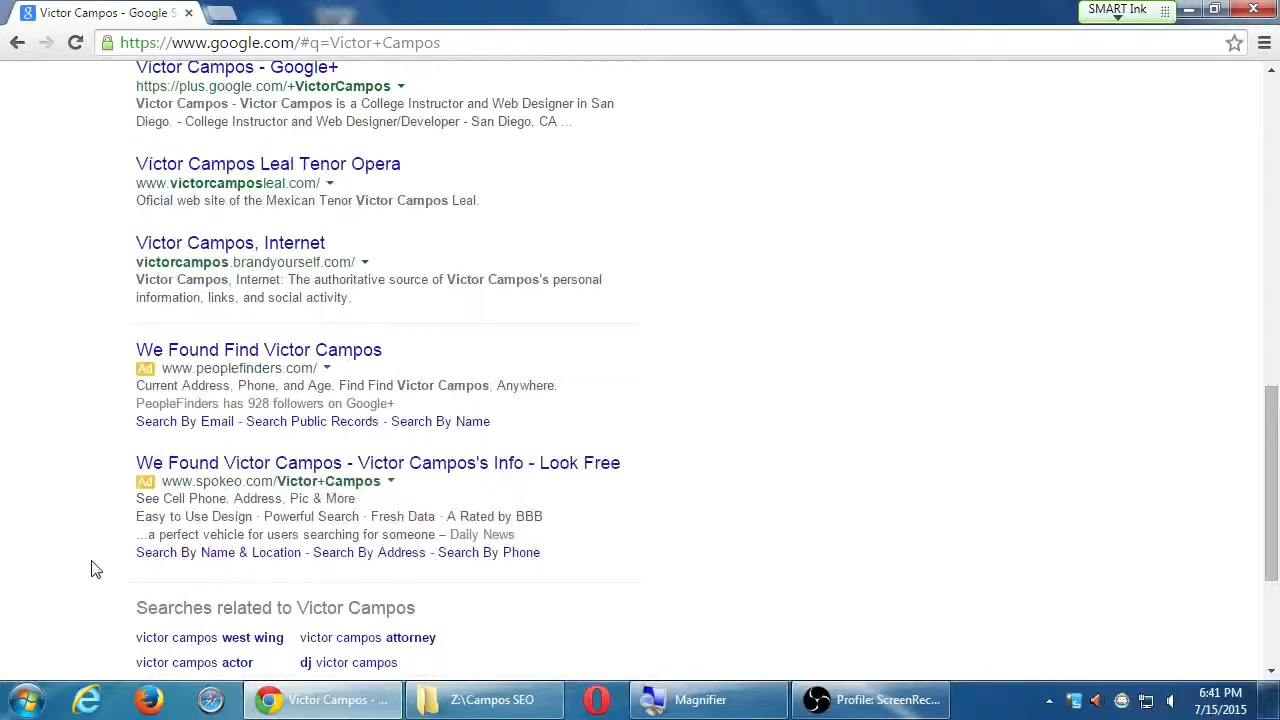 Victor Campos - Google S
SMART Ink
https://www.google.com/#q=Victor+Campos
Victor Campos - Google+
https://plus.google.com/+VictorCampos
Victor Campos - Victor Campos is a College Instructor and Web Designer in San
Diego. - College Instructor and Web Designer/Developer - San Diego, CA ...
Víctor Campos Leal Tenor Opera
www.victorcamposleal.com/
Oficial web site of the Mexican Tenor Victor Campos Leal.
Victor Campos, Internet
victorcampos.brandyourself.com/
Victor Campos, Internet: The authoritative source of Victor Campos's personal
information, links, and social activity.
We Found Find Victor Campos
Ad www.peoplefinders.com/
Current Address, Phone, and Age. Find Find Victor Campos, Anywhere.
PeopleFinders has 928 followers on Google+
Search By Email - Search Public Records - Search By Name
We Found Victor Campos - Victor Campos's Info - Look Free
Ad www.spokeo.com/Victor+Campos
See Cell Phone, Address, Pic & More
Easy to Use Design · Powerful Search · Fresh Data · A Rated by BBB
...a perfect vehicle for users searching for someone – Daily News
Search By Name & Location - Search By Address - Search By Phone
Searches related to Victor Campos
victor campos west wing victor campos attorney
victor campos actor dj victor campos
Victor Campos - ... Z:\Campos SEO Magnifier Profile: ScreenRec... 6:41 PM
7/15/2015